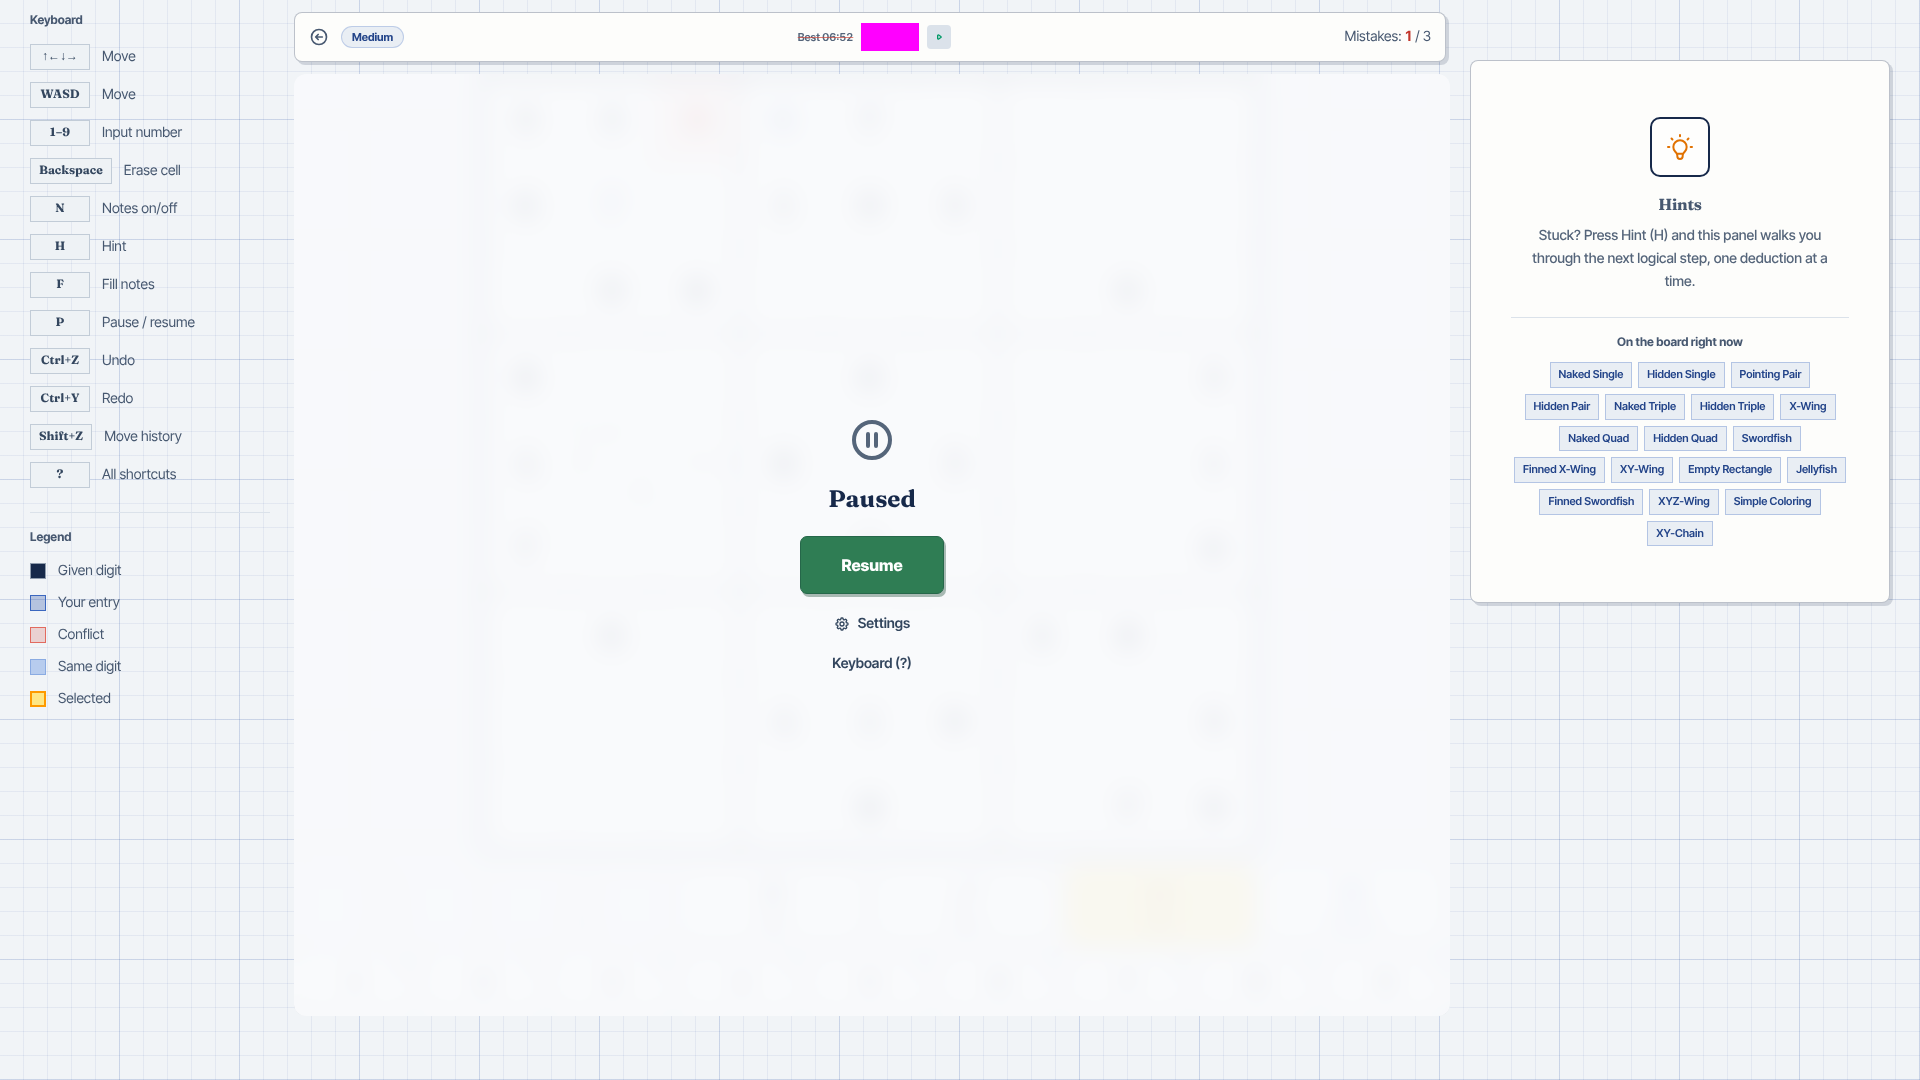 Keyboard
↑←↓→ Move
WASD Move
1–9 Input number
Backspace Erase cell
N Notes on/off
H Hint
F Fill notes
P Pause / resume
Ctrl+Z Undo
Ctrl+Y Redo
Shift+Z Move history
? All shortcuts
Legend
Given digit
Your entry
Conflict
Same digit
Selected
Medium
Best 06:52
Mistakes: 1 / 3
Paused
Resume
Settings
Keyboard (?)
Hints
Stuck? Press Hint (H) and this panel walks you
through the next logical step, one deduction at a
time.
On the board right now
Naked Single Hidden Single Pointing Pair
Hidden Pair Naked Triple Hidden Triple X-Wing
Naked Quad Hidden Quad Swordfish
Finned X-Wing XY-Wing Empty Rectangle Jellyfish
Finned Swordfish XYZ-Wing Simple Coloring
XY-Chain